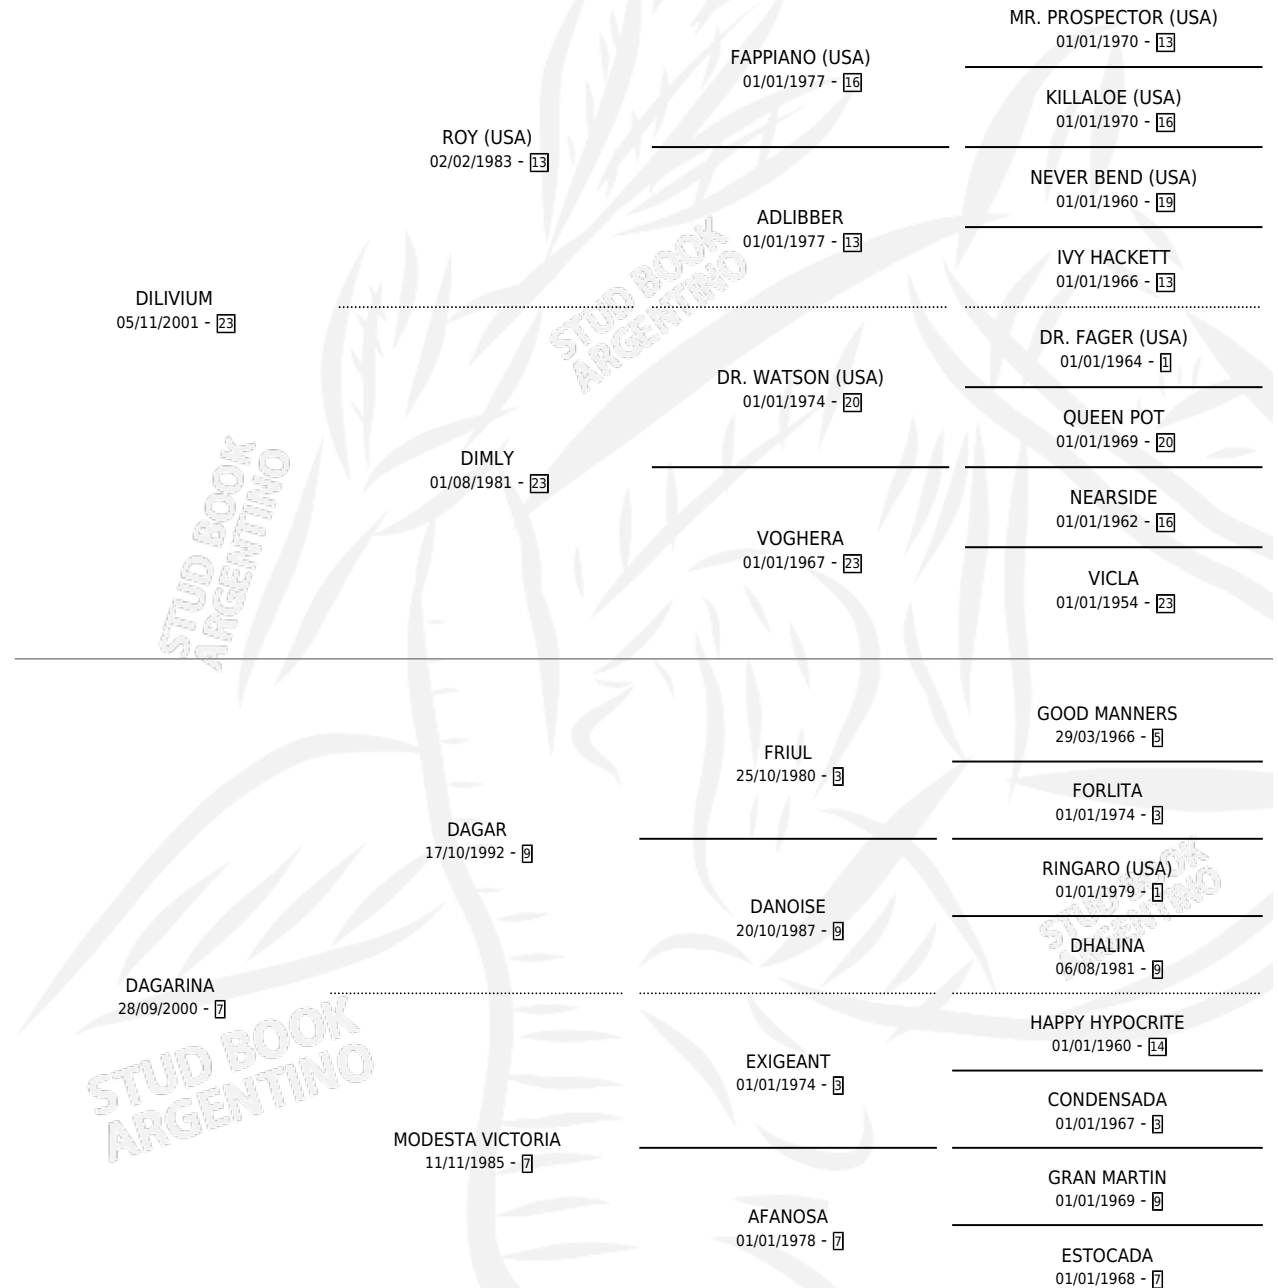 MR. PROSPECTOR (USA)
01/01/1970 - 13
FAPPIANO (USA)
01/01/1977 - 16
KILLALOE (USA)
01/01/1970 - 16
ROY (USA)
02/02/1983 - 13
NEVER BEND (USA)
01/01/1960 - 19
ADLIBBER
01/01/1977 - 13
IVY HACKETT
01/01/1966 - 13
DILIVIUM
05/11/2001 - 23
DR. FAGER (USA)
01/01/1964 - 1
DR. WATSON (USA)
01/01/1974 - 20
QUEEN POT
01/01/1969 - 20
DIMLY
01/08/1981 - 23
NEARSIDE
01/01/1962 - 16
VOGHERA
01/01/1967 - 23
VICLA
01/01/1954 - 23
GOOD MANNERS
29/03/1966 - 5
FRIUL
25/10/1980 - 3
FORLITA
01/01/1974 - 3
DAGAR
17/10/1992 - 9
RINGARO (USA)
01/01/1979 - 1
DANOISE
20/10/1987 - 9
DHALINA
06/08/1981 - 9
DAGARINA
28/09/2000 - 7
HAPPY HYPOCRITE
01/01/1960 - 14
EXIGEANT
01/01/1974 - 3
CONDENSADA
01/01/1967 - 3
MODESTA VICTORIA
11/11/1985 - 7
GRAN MARTIN
01/01/1969 - 9
AFANOSA
01/01/1978 - 7
ESTOCADA
01/01/1968 - 7
STUD BOOK
ARGENTINO
STUD BOOK
ARGENTINO
STUD BOOK
ARGENTINO
STUD BOOK
ARGENTINO